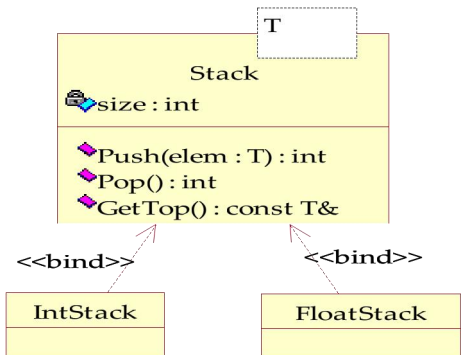 T
Stack
size : int
Push(elem : T) : int
Pop() : int
GetTop() : const T&
<<bind>>
<<bind>>
IntStack
FloatStack